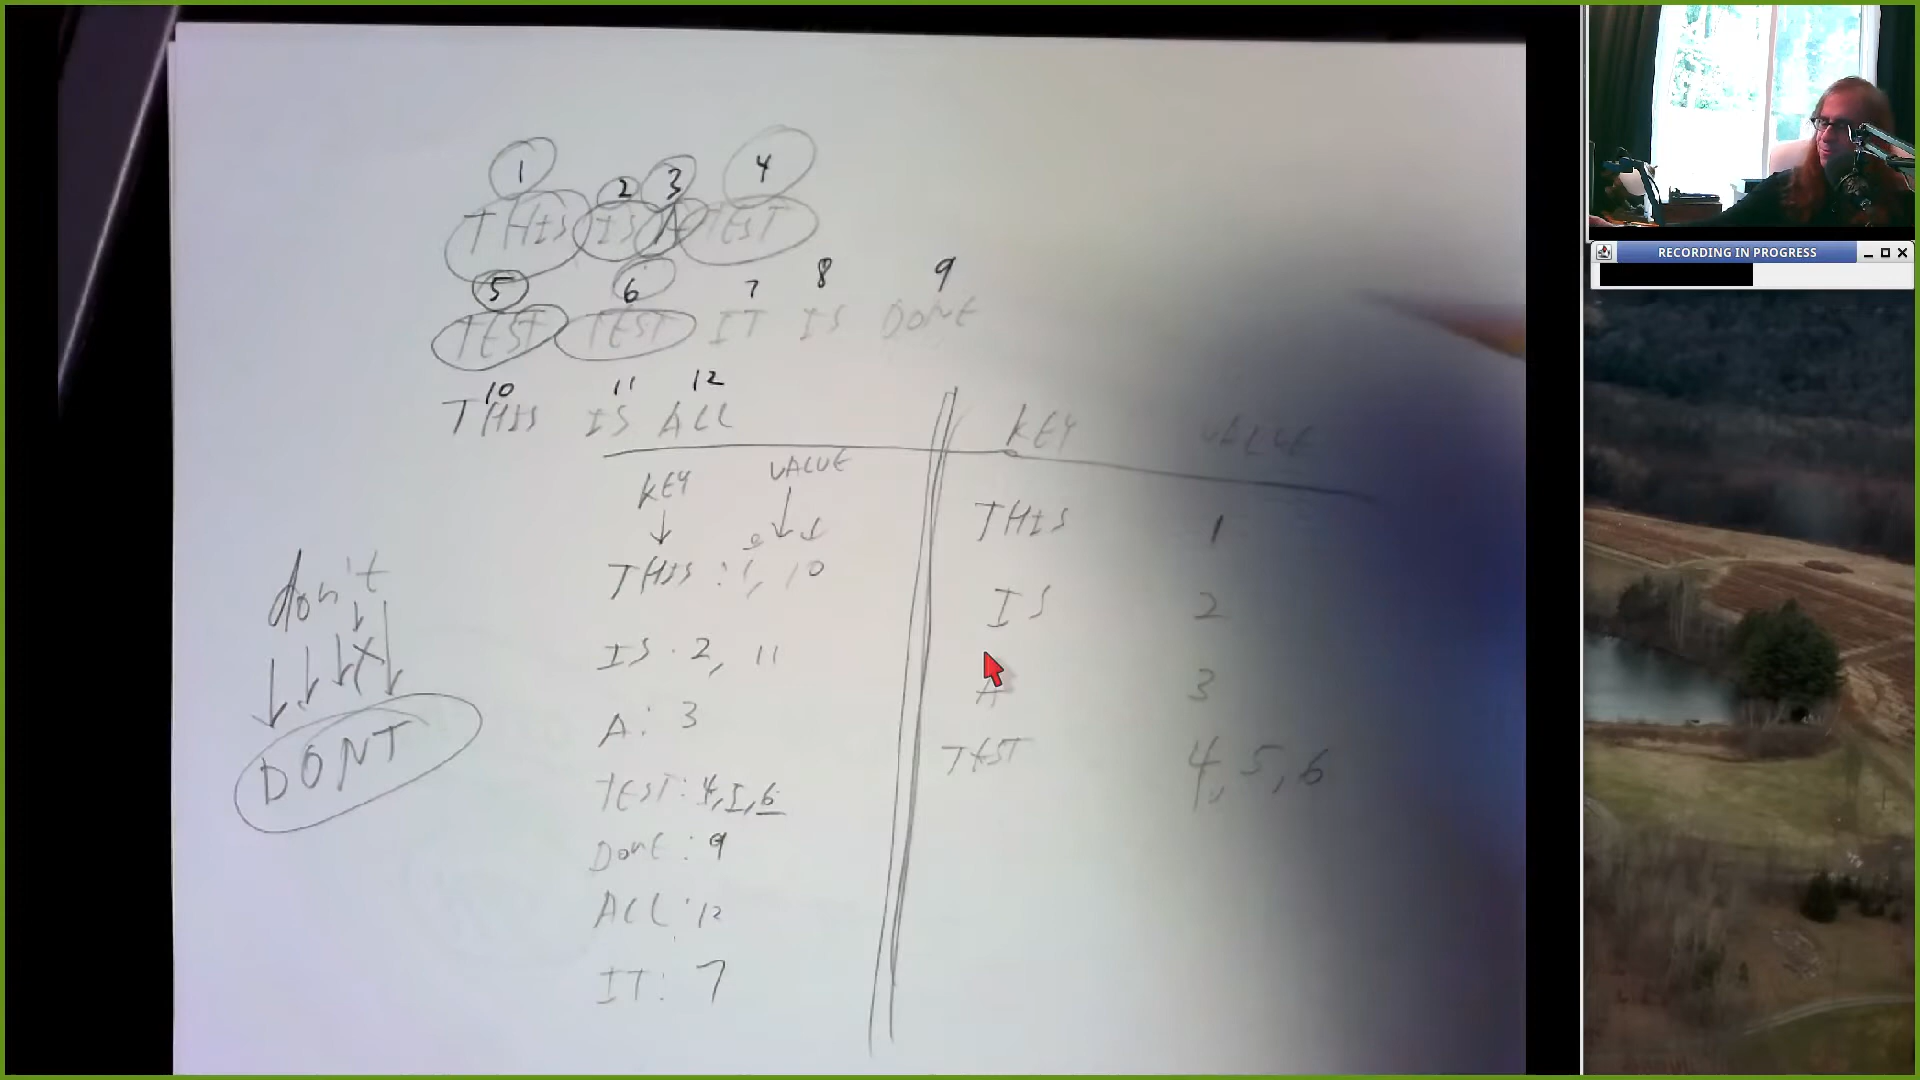 1 2 3 4
THIS IS A TEST
5 6 7 8 9
TEST TEST IT IS DONE
10 11 12
THIS IS ALL
KEY VALUE
THIS : 1, 10
IS : 2, 11
A : 3
TEST : 4, 5, 6
DONE : 9
ALL : 12
IT : 7
don't
DONT
KEY VALUE
THIS 1
IS 2
A 3
TEST 4, 5, 6
RECORDING IN PROGRESS